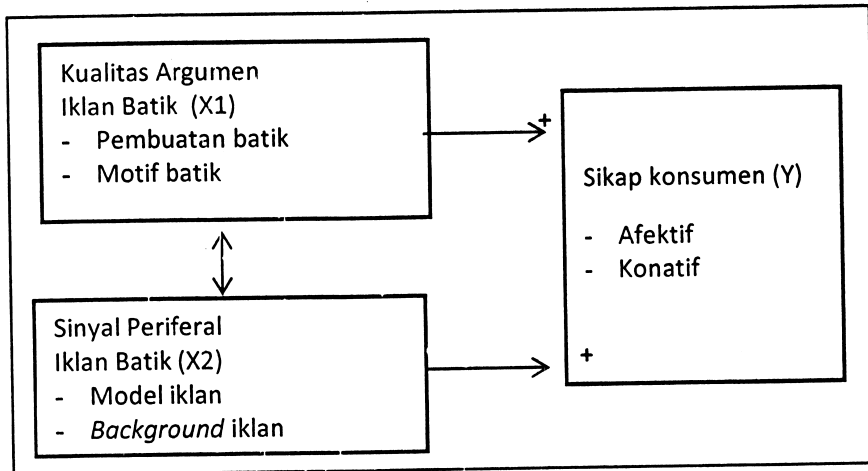 Kualitas Argumen
Iklan Batik (X1)
- Pembuatan batik
- Motif batik
+
Sikap konsumen (Y)
- Afektif
- Konatif
+
Sinyal Periferal
Iklan Batik (X2)
- Model iklan
- Background iklan